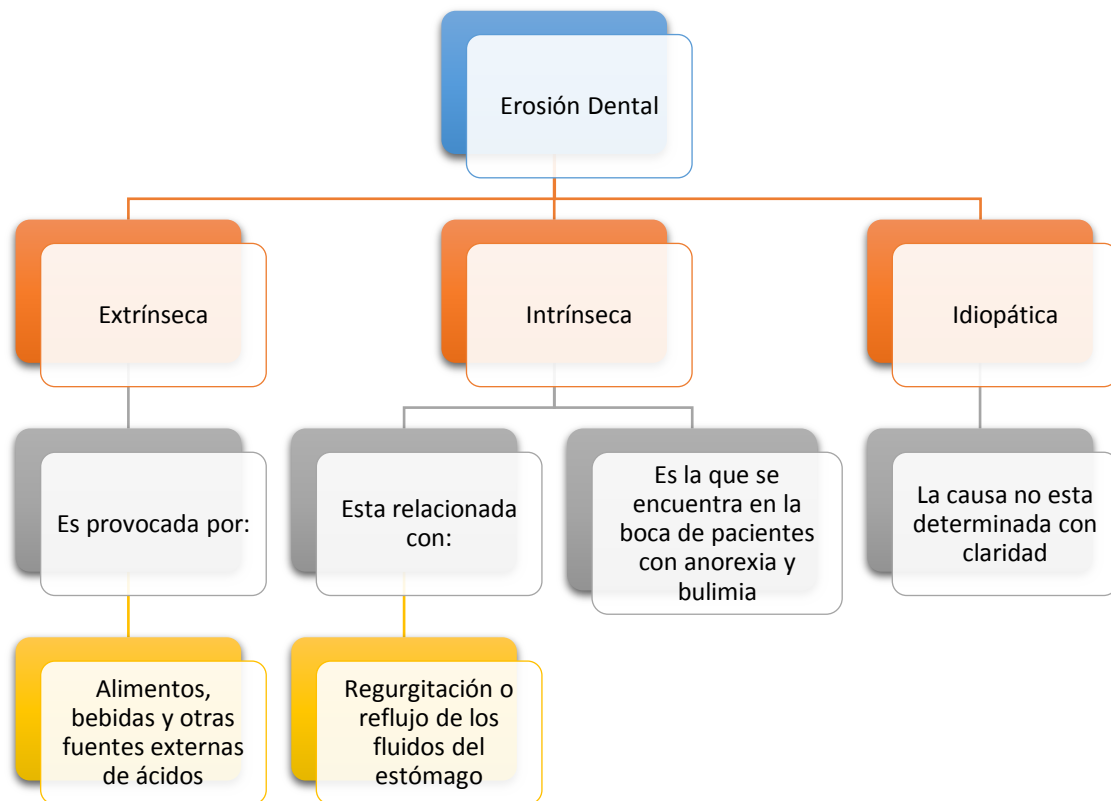 Erosión Dental
Extrínseca
Intrínseca
Idiopática
Es provocada por:
Esta relacionada
con:
Es la que se
encuentra en la
boca de pacientes
con anorexia y
bulimia
La causa no esta
determinada con
claridad
Alimentos,
bebidas y otras
fuentes externas
de ácidos
Regurgitación o
reflujo de los
fluidos del
estómago